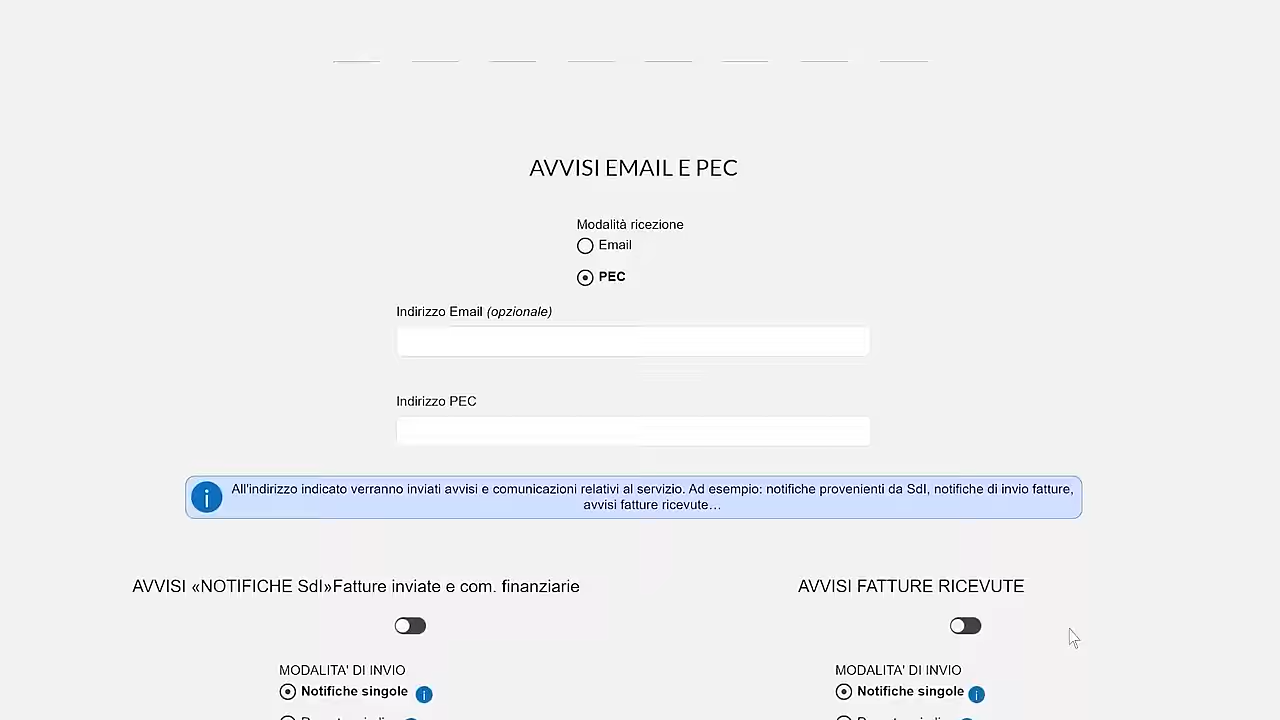 AVVISI EMAIL E PEC
Modalità ricezione
Email
PEC
Indirizzo Email (opzionale)
Indirizzo PEC
All'indirizzo indicato verranno inviati avvisi e comunicazioni relativi al servizio. Ad esempio: notifiche provenienti da SdI, notifiche di invio fatture,
avvisi fatture ricevute...
AVVISI «NOTIFICHE SdI»Fatture inviate e com. finanziarie
AVVISI FATTURE RICEVUTE
MODALITA' DI INVIO
MODALITA' DI INVIO
Notifiche singole
Notifiche singole